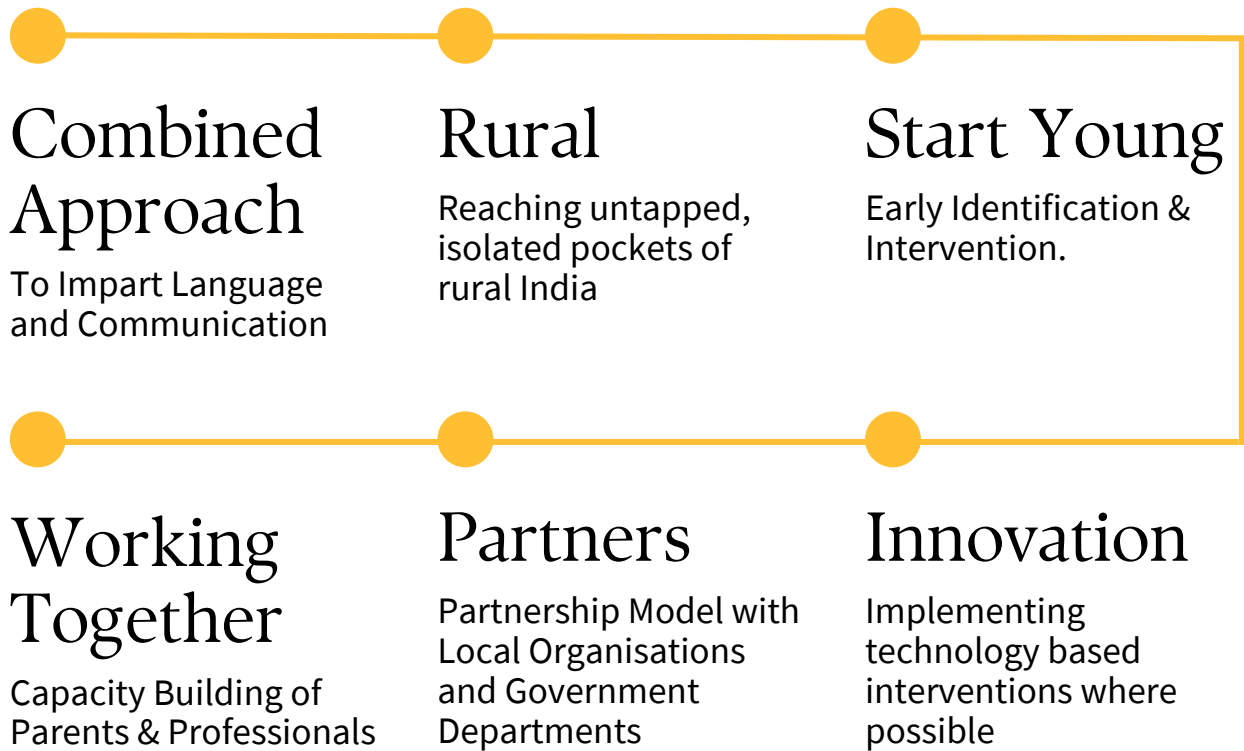 Combined
Approach
To Impart Language
and Communication
Rural
Reaching untapped,
isolated pockets of
rural India
Start Young
Early Identification &
Intervention.
Working
Together
Capacity Building of
Parents & Professionals
Partners
Partnership Model with
Local Organisations
and Government
Departments
Innovation
Implementing
technology based
interventions where
possible